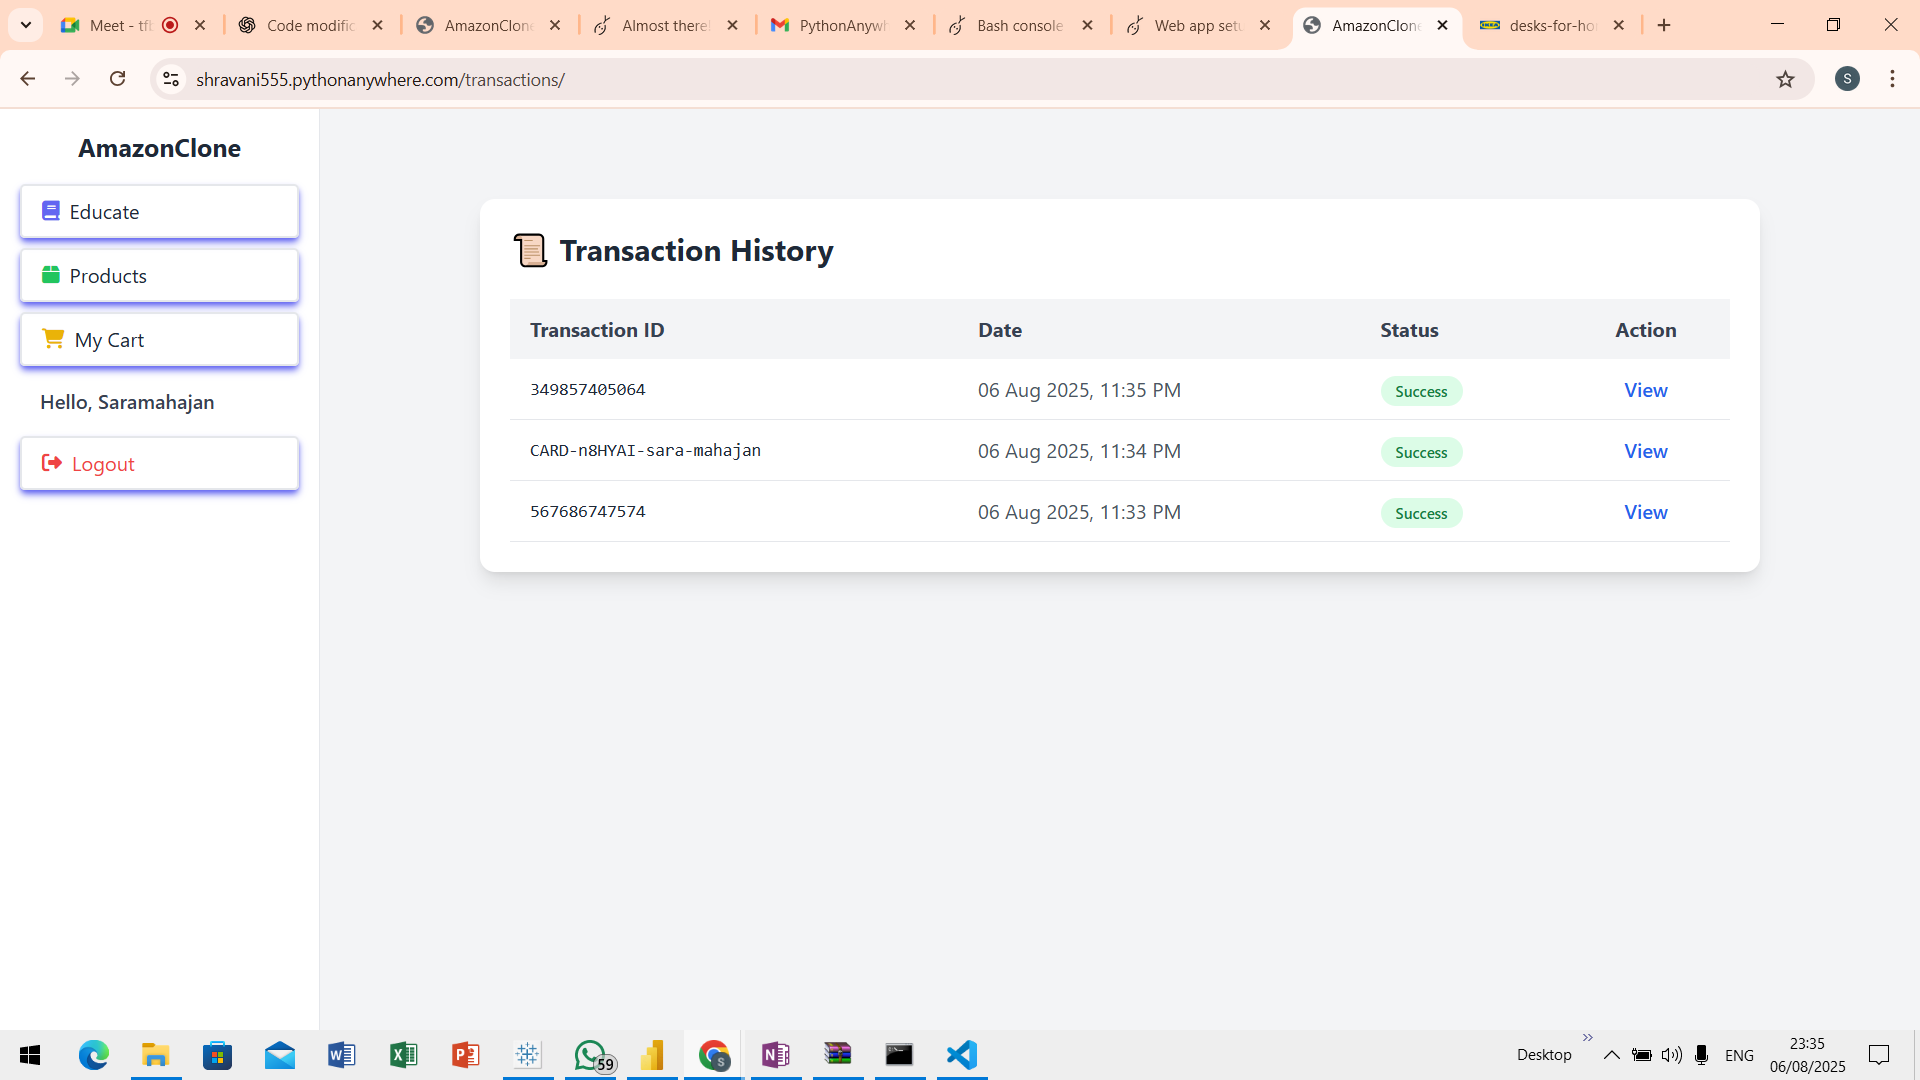 Meet - tfb
Code modific
AmazonClone
Almost there!
PythonAnywh
Bash console
Web app setu
AmazonClone
desks-for-ho
shravani555.pythonanywhere.com/transactions/
S
AmazonClone
Educate
Products
My Cart
Hello, Saramahajan
Logout
Transaction History
Transaction ID Date Status Action
349857405064 06 Aug 2025, 11:35 PM Success View
CARD-n8HYAI-sara-mahajan 06 Aug 2025, 11:34 PM Success View
567686747574 06 Aug 2025, 11:33 PM Success View
59
Desktop
ENG
23:35
06/08/2025